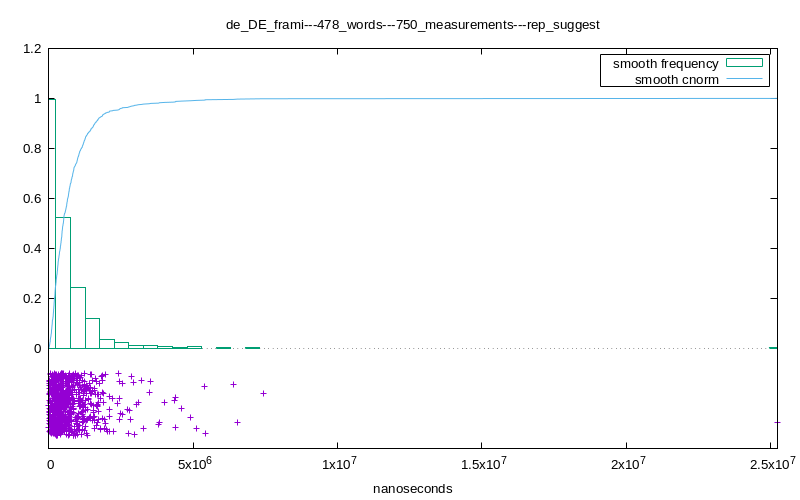 de_DE_frami---478_words---750_measurements---rep_suggest
1.2
smooth frequency
smooth cnorm
1
0.8
0.6
0.4
0.2
0
0 5x10^6 1x10^7 1.5x10^7 2x10^7 2.5x10^7
nanoseconds